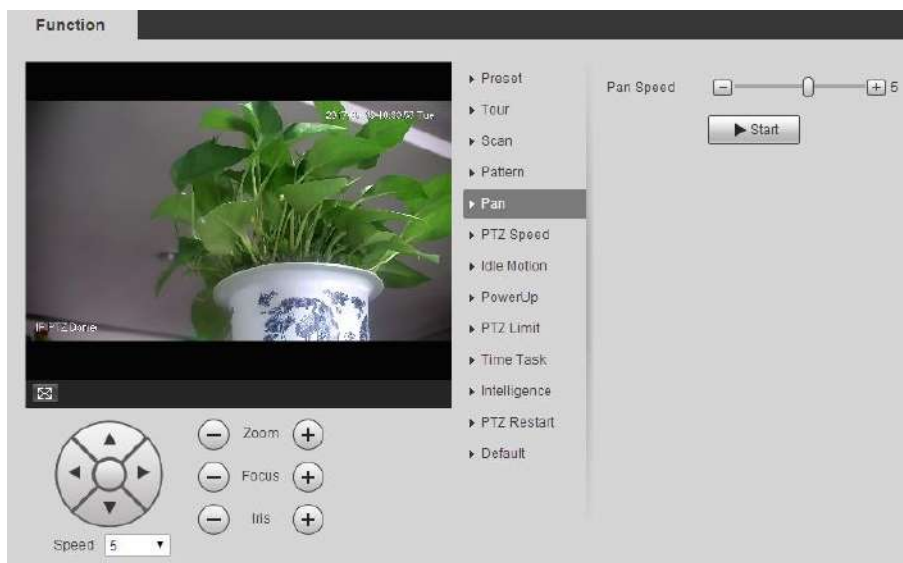 Function
Tue
IP PTZ Dome
Preset
Tour
Scan
Pattern
Pan
PTZ Speed
Idle Motion
PowerUp
PTZ Limit
Time Task
Intelligence
PTZ Restart
Default
Pan Speed
5
Start
Zoom
Focus
Iris
Speed 5